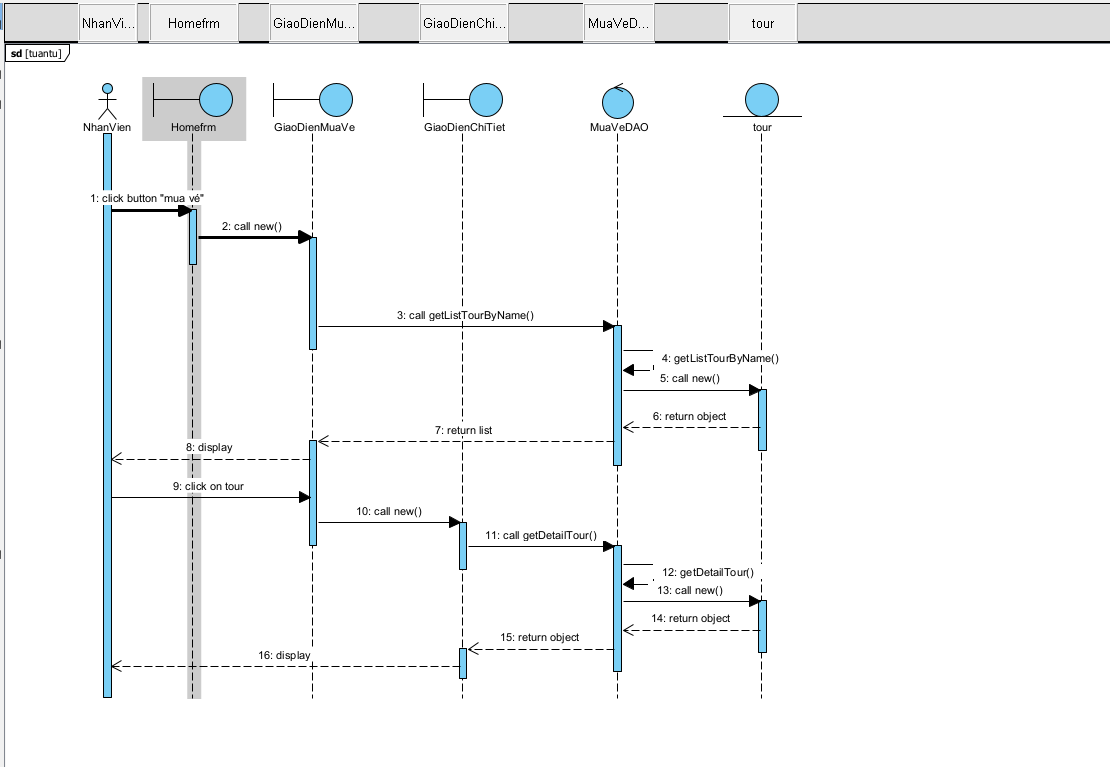 NhanVi...
Homefrm
GiaoDienMu...
GiaoDienChi...
MuaVeD...
tour
sd [tuantu]
NhanVien
Homefrm
GiaoDienMuaVe
GiaoDienChiTiet
MuaVeDAO
tour
1: click button "mua vé"
2: call new()
3: call getListTourByName()
4: getListTourByName()
5: call new()
6: return object
7: return list
8: display
9: click on tour
10: call new()
11: call getDetailTour()
12: getDetailTour()
13: call new()
14: return object
15: return object
16: display